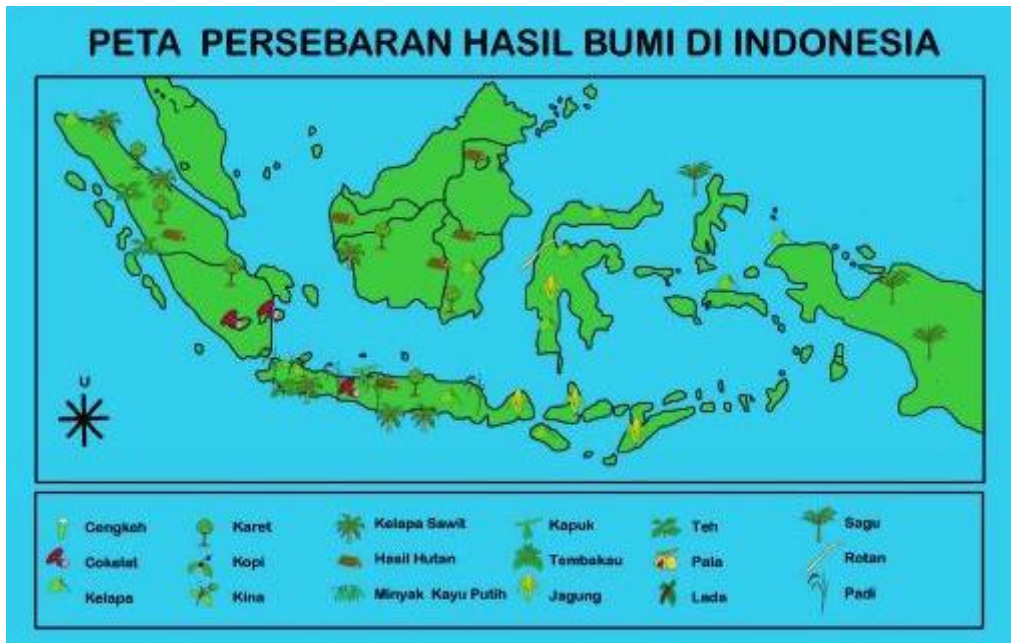 PETA PERSEBARAN HASIL BUMI DI INDONESIA
U
Cengkeh Karet Kelapa Sawit Kapuk Teh Sagu
Cokelat Kopi Hasil Hutan Tembakau Pala Rotan
Kelapa Kina Minyak Kayu Putih Jagung Lada Padi